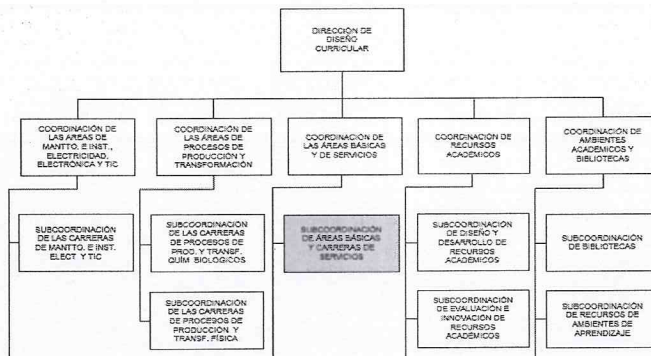 DIRECCIÓN DE
DISEÑO
CURRICULAR
COORDINACIÓN DE
LAS ÁREAS DE
MANTTO. E INST.,
ELECTRICIDAD,
ELECTRÓNICA Y TIC
COORDINACIÓN DE
LAS ÁREAS DE
PROCESOS DE
PRODUCCIÓN Y
TRANSFORMACIÓN
COORDINACIÓN DE
LAS ÁREAS BÁSICAS
Y DE SERVICIOS
COORDINACIÓN DE
RECURSOS
ACADÉMICOS
COORDINACIÓN DE
AMBIENTES
ACADÉMICOS Y
BIBLIOTECAS
SUBCOORDINACIÓN
DE LAS CARRERAS
DE MANTTO. E INST.
ELECT Y TIC
SUBCOORDINACIÓN
DE LAS CARRERAS
DE PROCESOS DE
PROD. Y TRANSF.
QUÍM BIOLÓGICOS
SUBCOORDINACIÓN
DE ÁREAS BÁSICAS
Y CARRERAS DE
SERVICIOS
SUBCOORDINACIÓN
DE DISEÑO Y
DESARROLLO DE
RECURSOS
ACADÉMICOS
SUBCOORDINACIÓN
DE BIBLIOTECAS
SUBCOORDINACIÓN
DE LAS CARRERAS
DE PROCESOS DE
PRODUCCIÓN Y
TRANSF. FÍSICA
SUBCOORDINACIÓN
DE EVALUACIÓN E
INNOVACIÓN DE
RECURSOS
ACADÉMICOS
SUBCOORDINACIÓN
DE RECURSOS DE
AMBIENTES DE
APRENDIZAJE